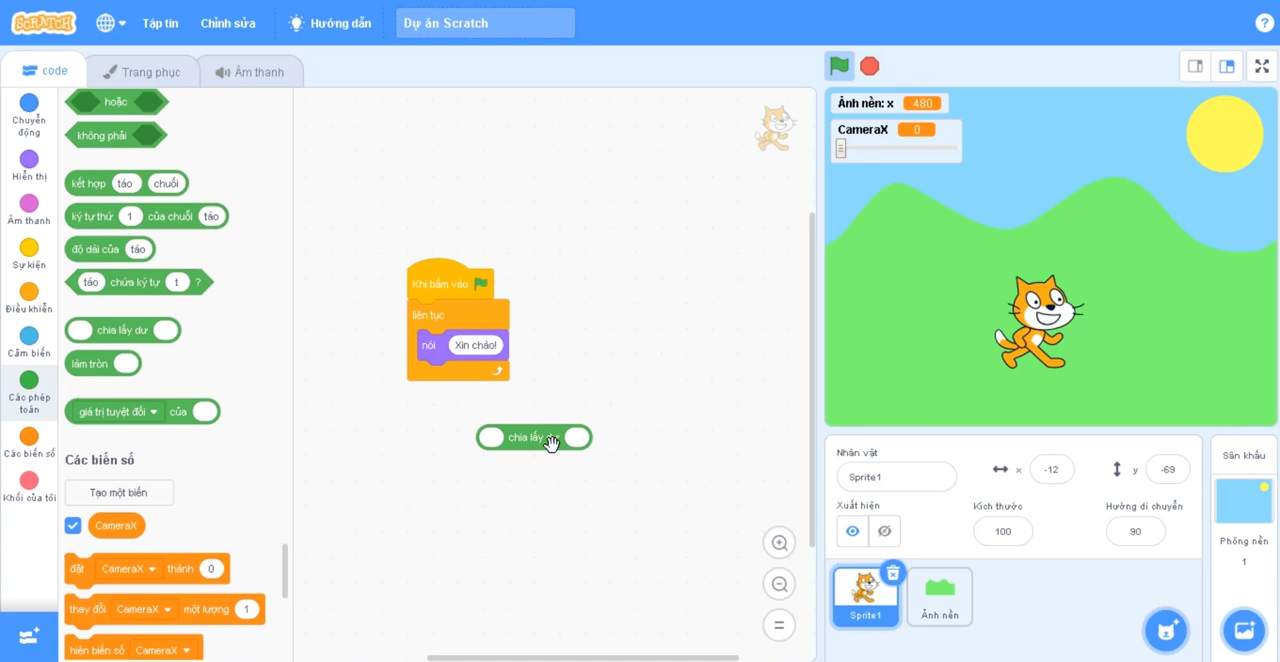 SCRATCH Tập tin Chỉnh sửa Hướng dẫn Dự án Scratch ?
code Trang phục Âm thanh
Chuyển động
Hiển thị
Âm thanh
Sự kiện
Điều khiển
Cảm biến
Các phép toán
Các biến số
Khối của tôi
hoặc
không phải
kết hợp táo chuối
ký tự thứ 1 của chuỗi táo
độ dài của táo
táo chứa ký tự t ?
chia lấy dư
làm tròn
giá trị tuyệt đối của
Các biến số
Tạo một biến
CameraX
đặt CameraX thành 0
thay đổi CameraX một lượng 1
hiện biến số CameraX
Khi bấm vào
liên tục
nói Xin chào!
chia lấy dư
Ảnh nền: x 480
CameraX 0
Nhân vật
Sprite1
x -12
y -69
Xuất hiện
Kích thước
100
Hướng di chuyển
90
Sprite1
Ảnh nền
Sân khấu
Phông nền
1